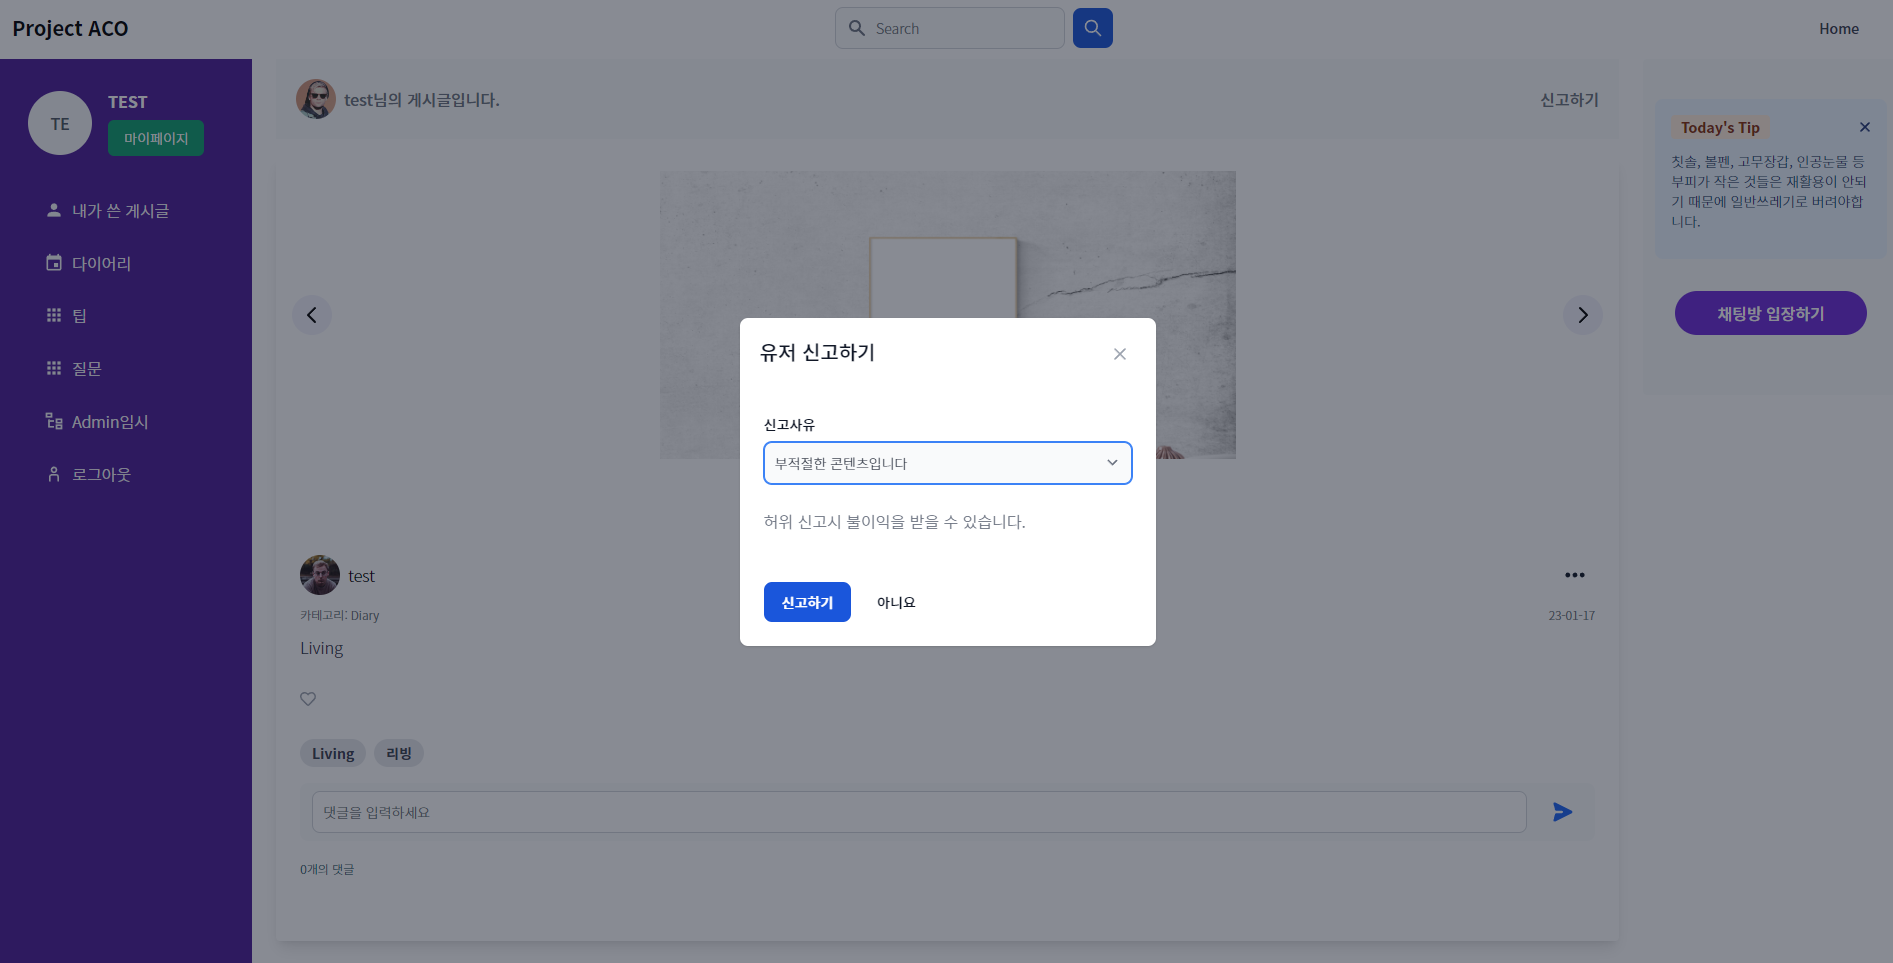 Project ACO
Search
Home
TE
TEST
마이페이지
내가 쓴 게시글
다이어리
팁
질문
Admin임시
로그아웃
test님의 게시글입니다.
신고하기
유저 신고하기
신고사유
부적절한 콘텐츠입니다
허위 신고시 불이익을 받을 수 있습니다.
신고하기
아니요
test
카테고리: Diary
23-01-17
Living
Living
리빙
댓글을 입력하세요
0개의 댓글
Today's Tip
칫솔, 볼펜, 고무장갑, 인공눈물 등
부피가 작은 것들은 재활용이 안되
기 때문에 일반쓰레기로 버려야합
니다.
채팅방 입장하기